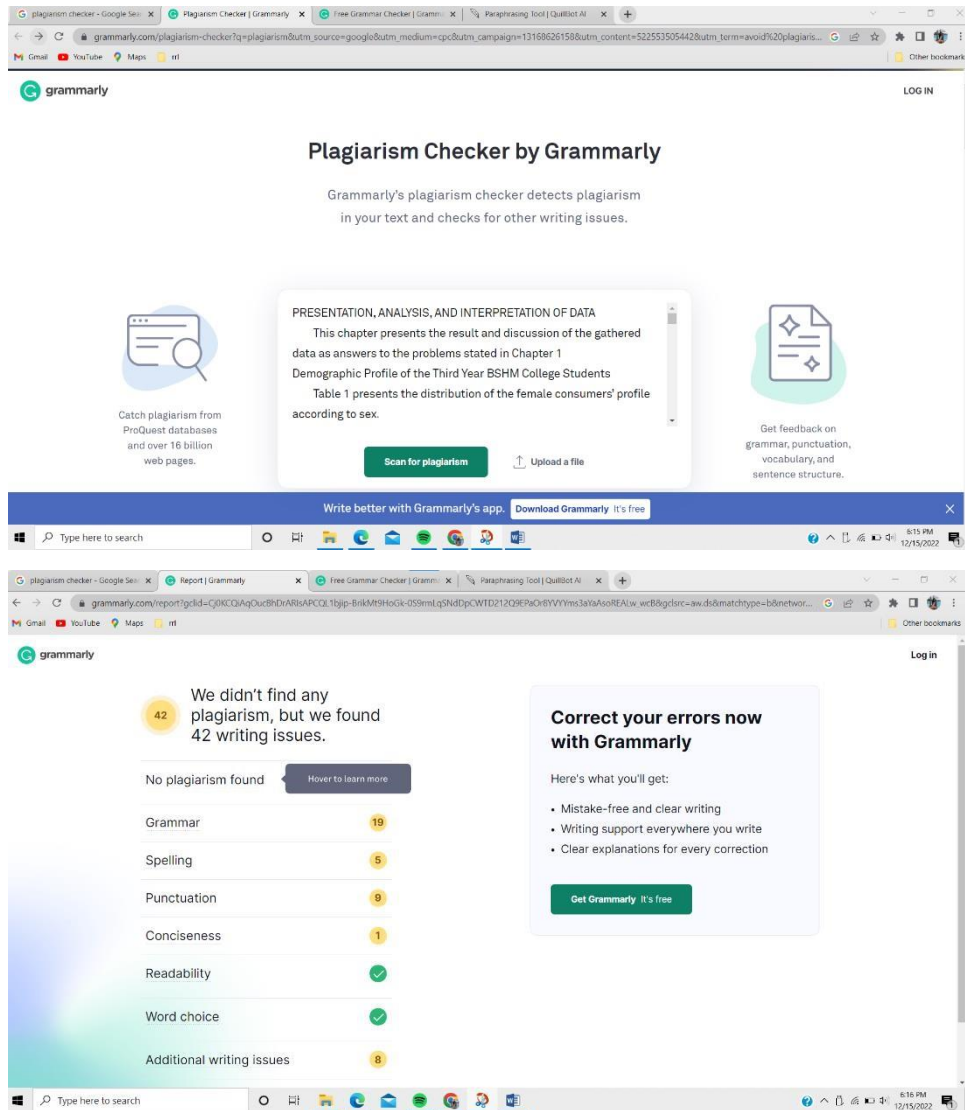 plagiarism checker - Google Sea
Plagiarism Checker | Grammarly
Free Grammar Checker | Gramma
Paraphrasing Tool | QuillBot AI
Gmail
YouTube
Maps
rrl
Other bookmark
grammarly
LOG IN
Plagiarism Checker by Grammarly
Grammarly's plagiarism checker detects plagiarism
in your text and checks for other writing issues.
PRESENTATION, ANALYSIS, AND INTERPRETATION OF DATA
This chapter presents the result and discussion of the gathered
data as answers to the problems stated in Chapter 1
Demographic Profile of the Third Year BSHM College Students
Table 1 presents the distribution of the female consumers' profile
according to sex.
Catch plagiarism from
ProQuest databases
and over 16 billion
web pages.
Get feedback on
grammar, punctuation,
vocabulary, and
sentence structure.
Scan for plagiarism
Upload a file
Write better with Grammarly's app. Download Grammarly It's free
Type here to search
6:15 PM
12/15/2022
plagiarism checker - Google Sea
Report | Grammarly
Free Grammar Checker | Gramma
Paraphrasing Tool | QuillBot AI
Gmail
YouTube
Maps
rrl
Other bookmarks
grammarly
Log in
42
We didn't find any
plagiarism, but we found
42 writing issues.
No plagiarism found
Hover to learn more
Grammar 19
Spelling 5
Punctuation 9
Conciseness 1
Readability
Word choice
Additional writing issues 8
Correct your errors now
with Grammarly
Here's what you'll get:
• Mistake-free and clear writing
• Writing support everywhere you write
• Clear explanations for every correction
Get Grammarly It's free
Type here to search
6:16 PM
12/15/2022